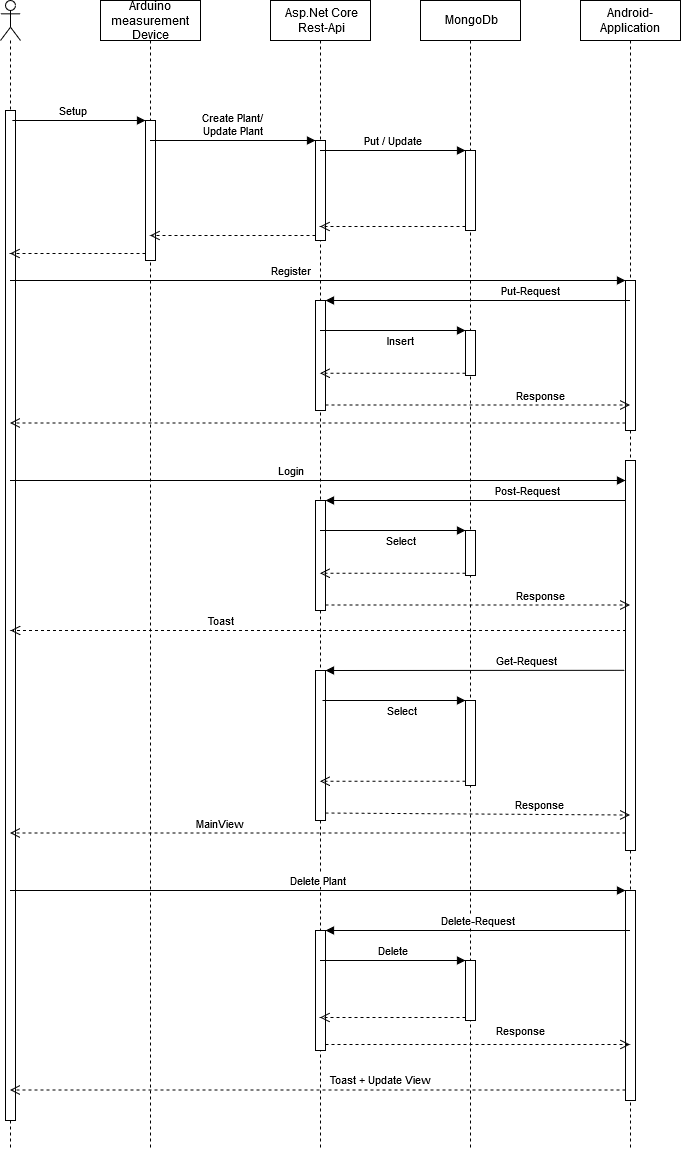 Arduino
measurement
Device
Asp.Net Core
Rest-Api
MongoDb
Android-
Application
Setup
Create Plant/
Update Plant
Put / Update
Register
Put-Request
Insert
Response
Login
Post-Request
Select
Response
Toast
Get-Request
Select
Response
MainView
Delete Plant
Delete-Request
Delete
Response
Toast + Update View